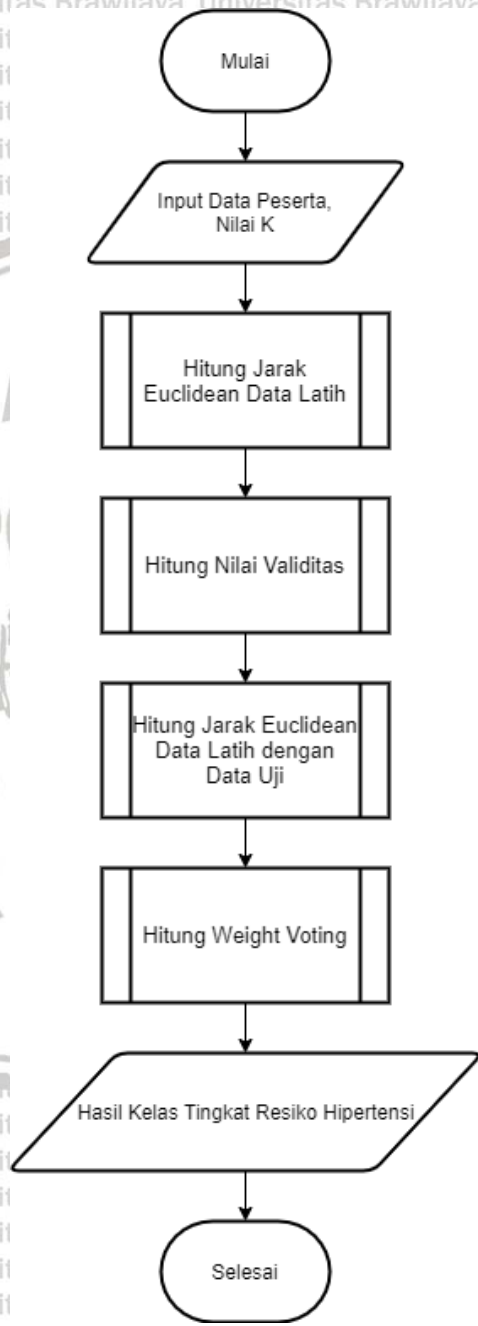 Mulai
Input Data Peserta,
Nilai K
Hitung Jarak
Euclidean Data Latih
Hitung Nilai Validitas
Hitung Jarak Euclidean
Data Latih dengan
Data Uji
Hitung Weight Voting
Hasil Kelas Tingkat Resiko Hipertensi
Selesai